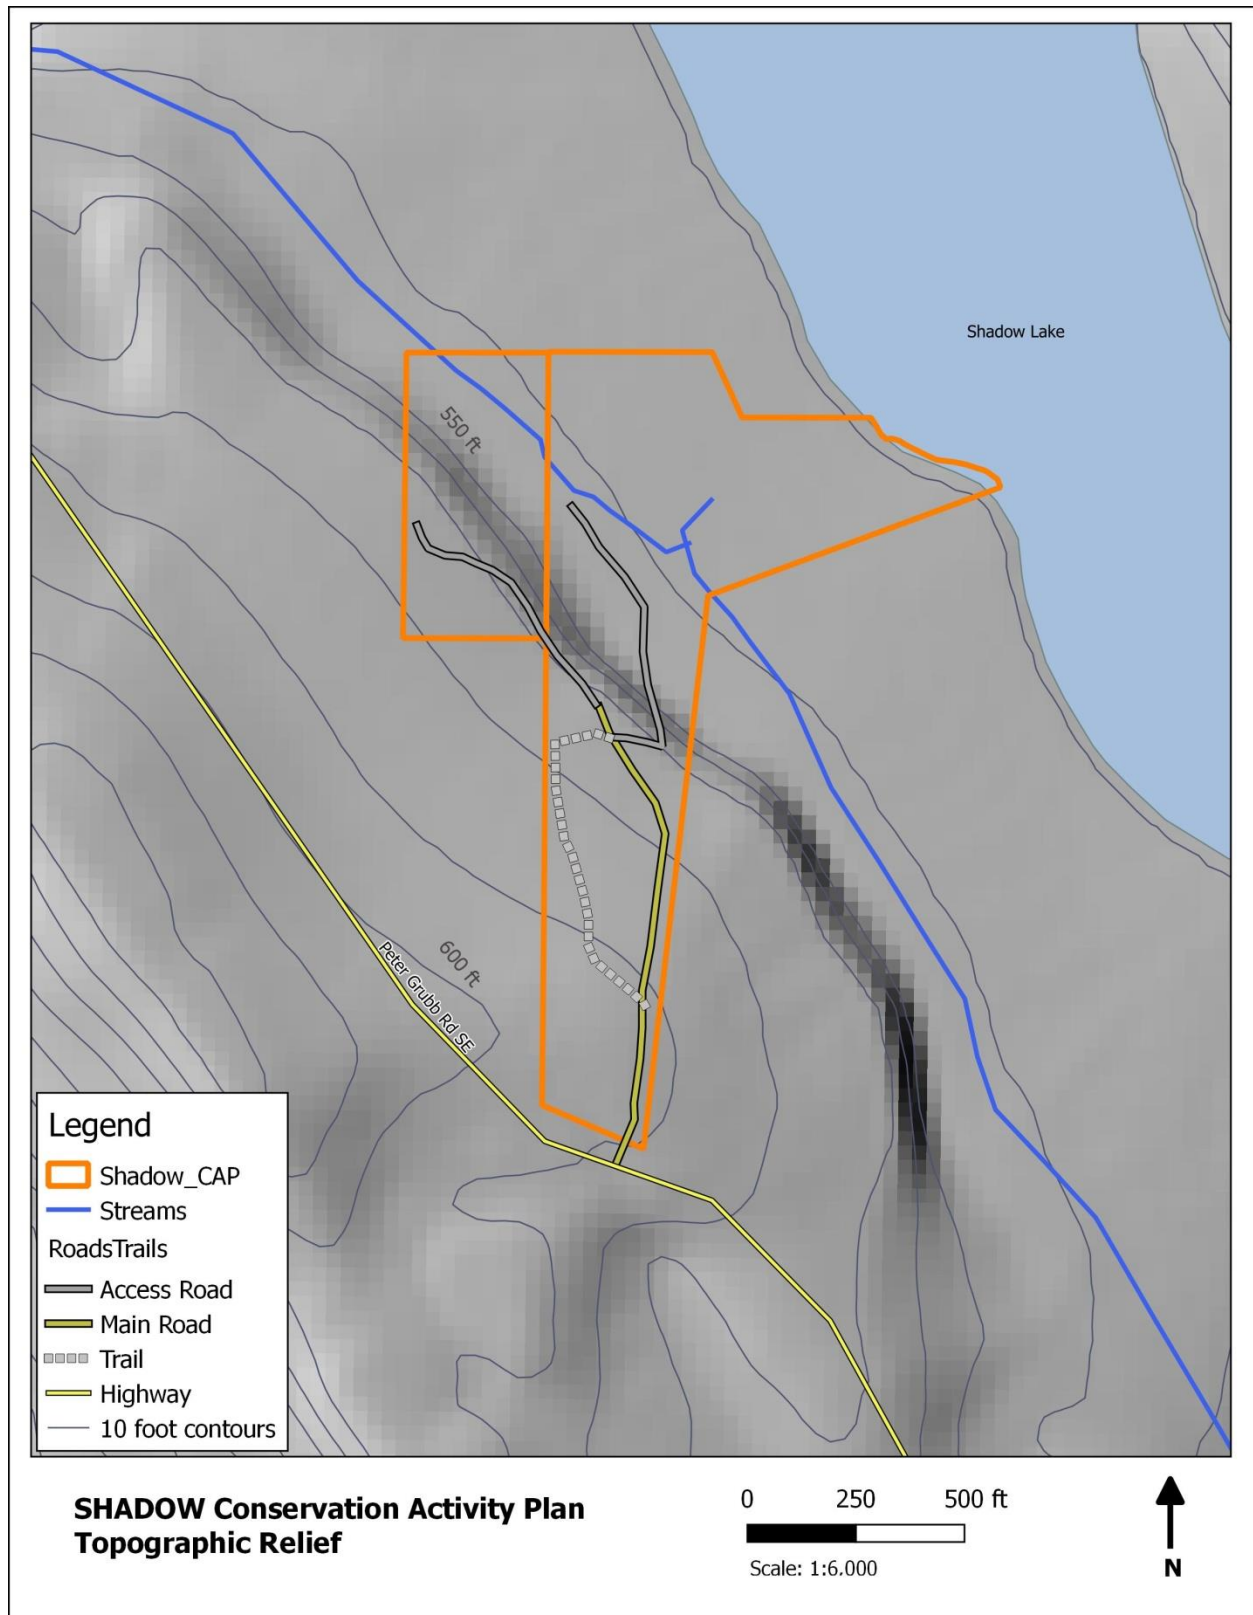 Shadow Lake
550 ft
600 ft
Peter Grubb Rd SE
Legend
Shadow_CAP
Streams
RoadsTrails
Access Road
Main Road
Trail
Highway
10 foot contours
SHADOW Conservation Activity Plan
Topographic Relief
0 250 500 ft
Scale: 1:6,000
N